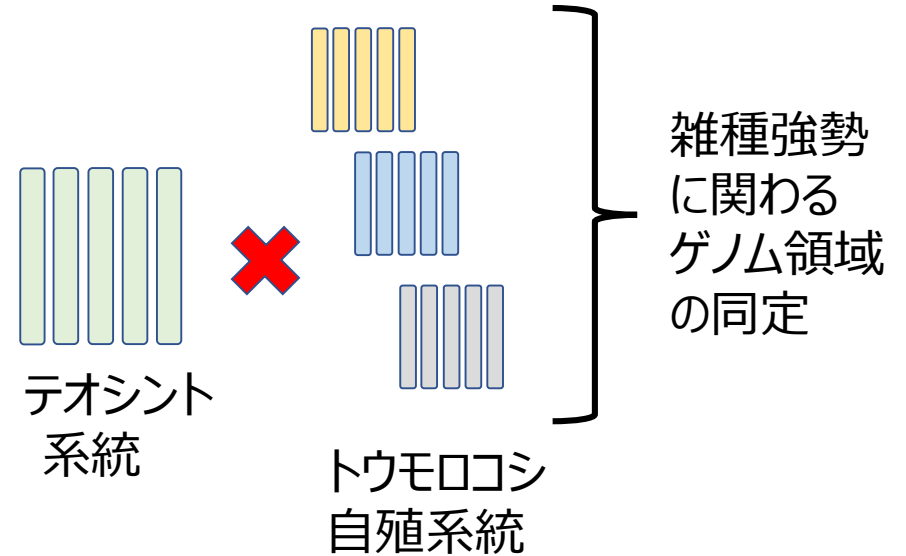 テオシント
系統
トウモロコシ
自殖系統
雑種強勢
に関わる
ゲノム領域
の同定